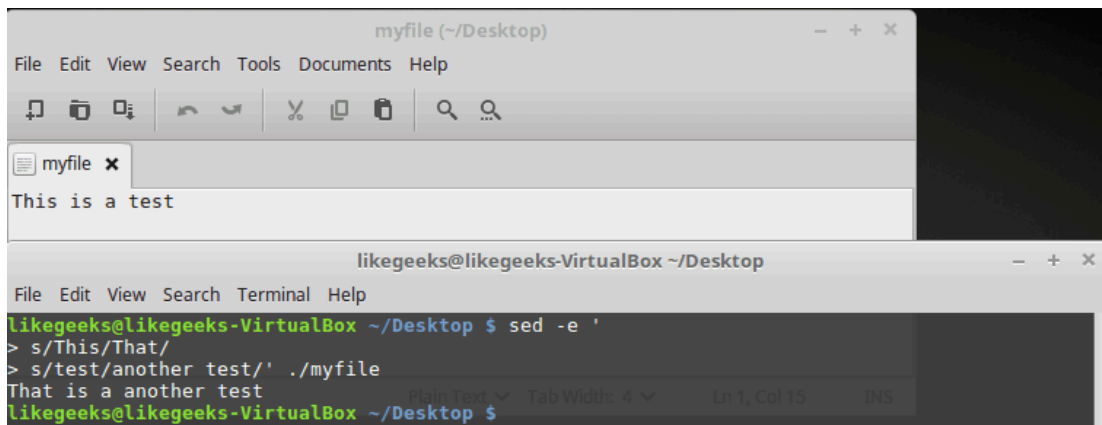 myfile (~/Desktop)
File Edit View Search Tools Documents Help
myfile
This is a test
likegeeks@likegeeks-VirtualBox ~/Desktop
File Edit View Search Terminal Help
likegeeks@likegeeks-VirtualBox ~/Desktop $ sed -e '
> s/This/That/
> s/test/another test/' ./myfile
That is a another test
Plain Text Tab Width: 4 Ln 1, Col 15 INS
likegeeks@likegeeks-VirtualBox ~/Desktop $